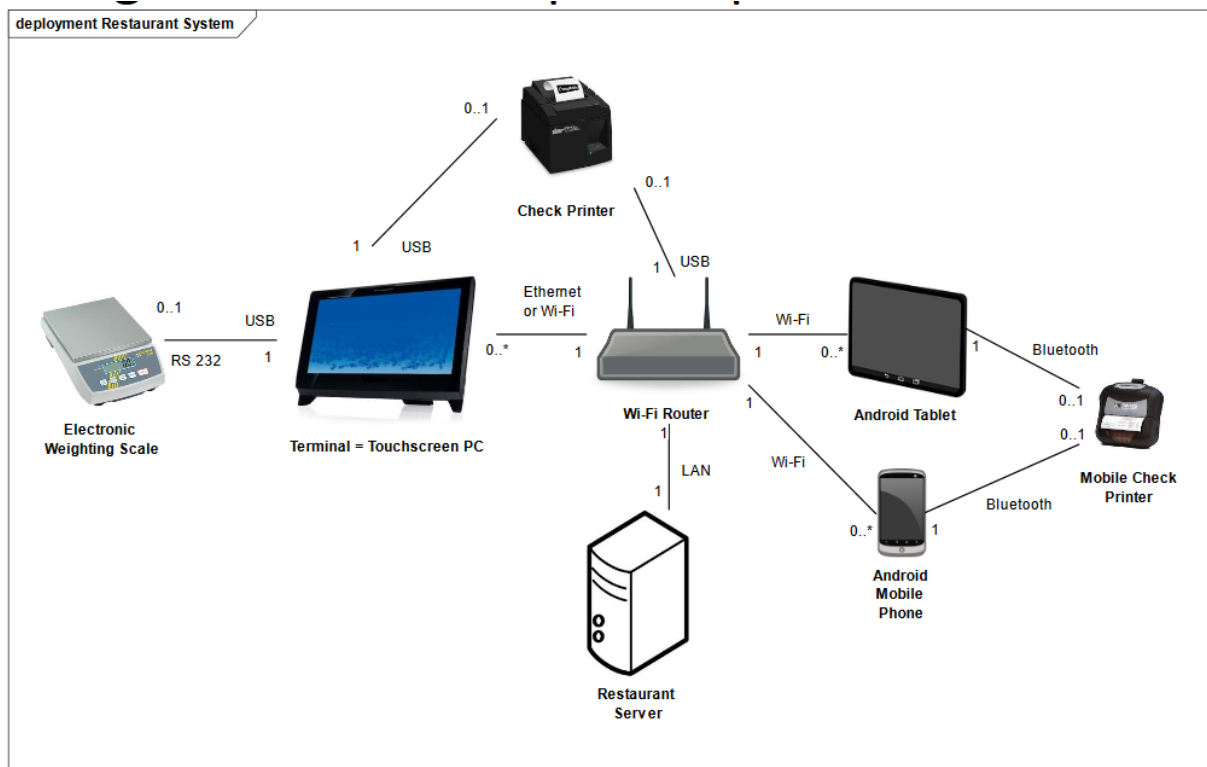 deployment Restaurant System
0..1
Check Printer
0..1
1
USB
1
USB
0..1
USB
RS 232
1
Electronic
Weighting Scale
Terminal = Touchscreen PC
Ethernet
or Wi-Fi
0..*
1
Wi-Fi Router
Wi-Fi
1
0..*
Android Tablet
1
Bluetooth
0..1
0..1
Mobile Check
Printer
1
Wi-Fi
0..*
Bluetooth
1
Android
Mobile
Phone
1
LAN
1
Restaurant
Server